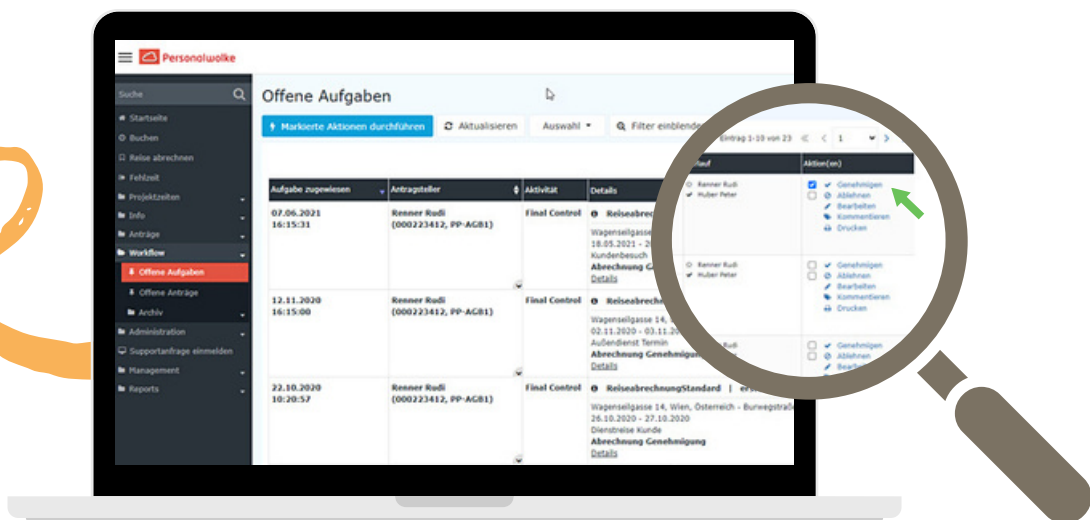 Personalwolke
Suche
Startseite
Buchen
Reise abrechnen
Fehlzeit
Projektzeiten
Info
Anträge
Workflow
Offene Aufgaben
Offene Anträge
Archiv
Administration
Supportanfrage einmelden
Management
Reports
Offene Aufgaben
Markierte Aktionen durchführen Aktualisieren Auswahl Filter einblenden
Eintrag 1-10 von 23 1
Aufgabe zugewiesen Antragsteller Aktivität Details Aktion(en)
07.06.2021
16:15:31
Renner Rudi
(000223412, PP-AGB1)
Final Control
Wagenseilgasse
18.05.2021 - 2
Kundenbesuch
Abrechnung G
Details
Renner Rudi
Huber Peter
Genehmigen
Ablehnen
Bearbeiten
Kommentieren
Drucken
12.11.2020
16:15:00
Renner Rudi
(000223412, PP-AGB1)
Final Control
Wagenseilgasse 14,
02.11.2020 - 03.11.20
Außendienst Termin
Abrechnung Genehmigun
Details
Renner Rudi
Huber Peter
Genehmigen
Ablehnen
Bearbeiten
Kommentieren
Drucken
22.10.2020
10:20:57
Renner Rudi
(000223412, PP-AGB1)
Final Control
ReiseabrechnungStandard |
Wagenseilgasse 14, Wien, Österreich - Burwegstraß
26.10.2020 - 27.10.2020
Dienstreise Kunde
Abrechnung Genehmigung
Details
Genehmigen
Ablehnen